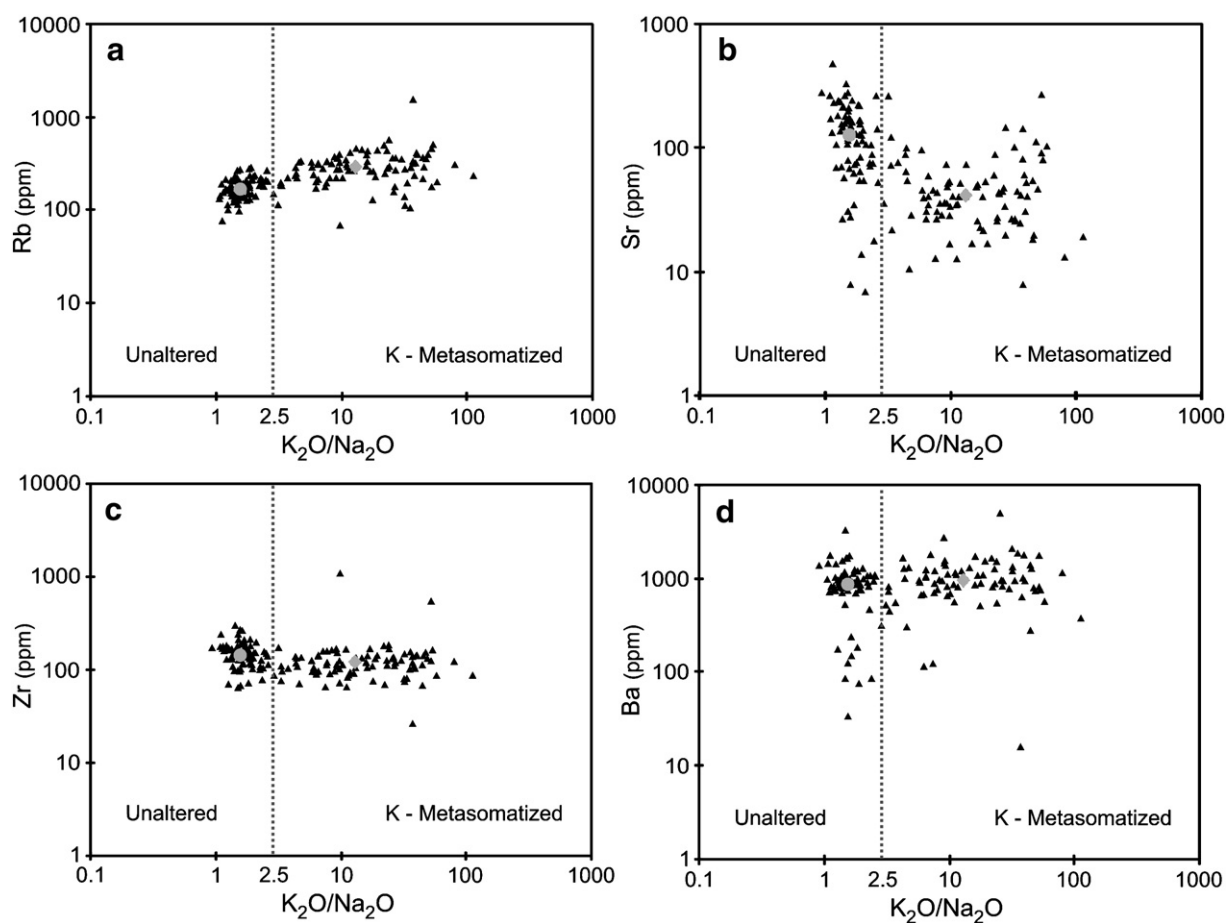 a
10000
1000
100
10
1
Rb (ppm)
Unaltered
K - Metasomatized
0.1 1 2.5 10 100 1000
K₂O/Na₂O
b
1000
100
10
1
Sr (ppm)
Unaltered
K - Metasomatized
0.1 1 2.5 10 100 1000
K₂O/Na₂O
c
10000
1000
100
10
1
Zr (ppm)
Unaltered
K - Metasomatized
0.1 1 2.5 10 100 1000
K₂O/Na₂O
d
10000
1000
100
10
1
Ba (ppm)
Unaltered
K - Metasomatized
0.1 1 2.5 10 100 1000
K₂O/Na₂O